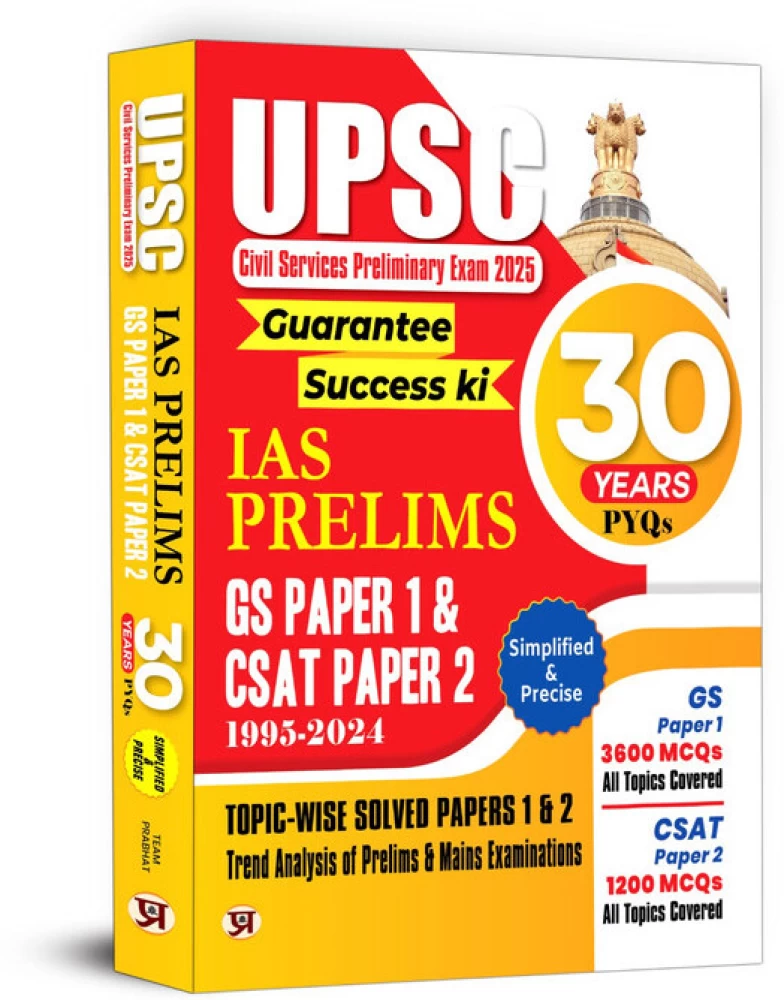 UPSC
Civil Services Preliminary Exam 2025
IAS PRELIMS
GS PAPER 1 & CSAT PAPER 2
30
YEARS PYQs
SIMPLIFIED
&
PRECISE
TEAM
PRABHAT
प्र
UPSC
Civil Services Preliminary Exam 2025
Guarantee
Success ki
30
YEARS
PYQs
IAS
PRELIMS
GS PAPER 1 &
CSAT PAPER 2
1995-2024
Simplified
&
Precise
GS
Paper 1
3600 MCQs
All Topics Covered
CSAT
Paper 2
1200 MCQs
All Topics Covered
TOPIC-WISE SOLVED PAPERS 1 & 2
Trend Analysis of Prelims & Mains Examinations
प्र